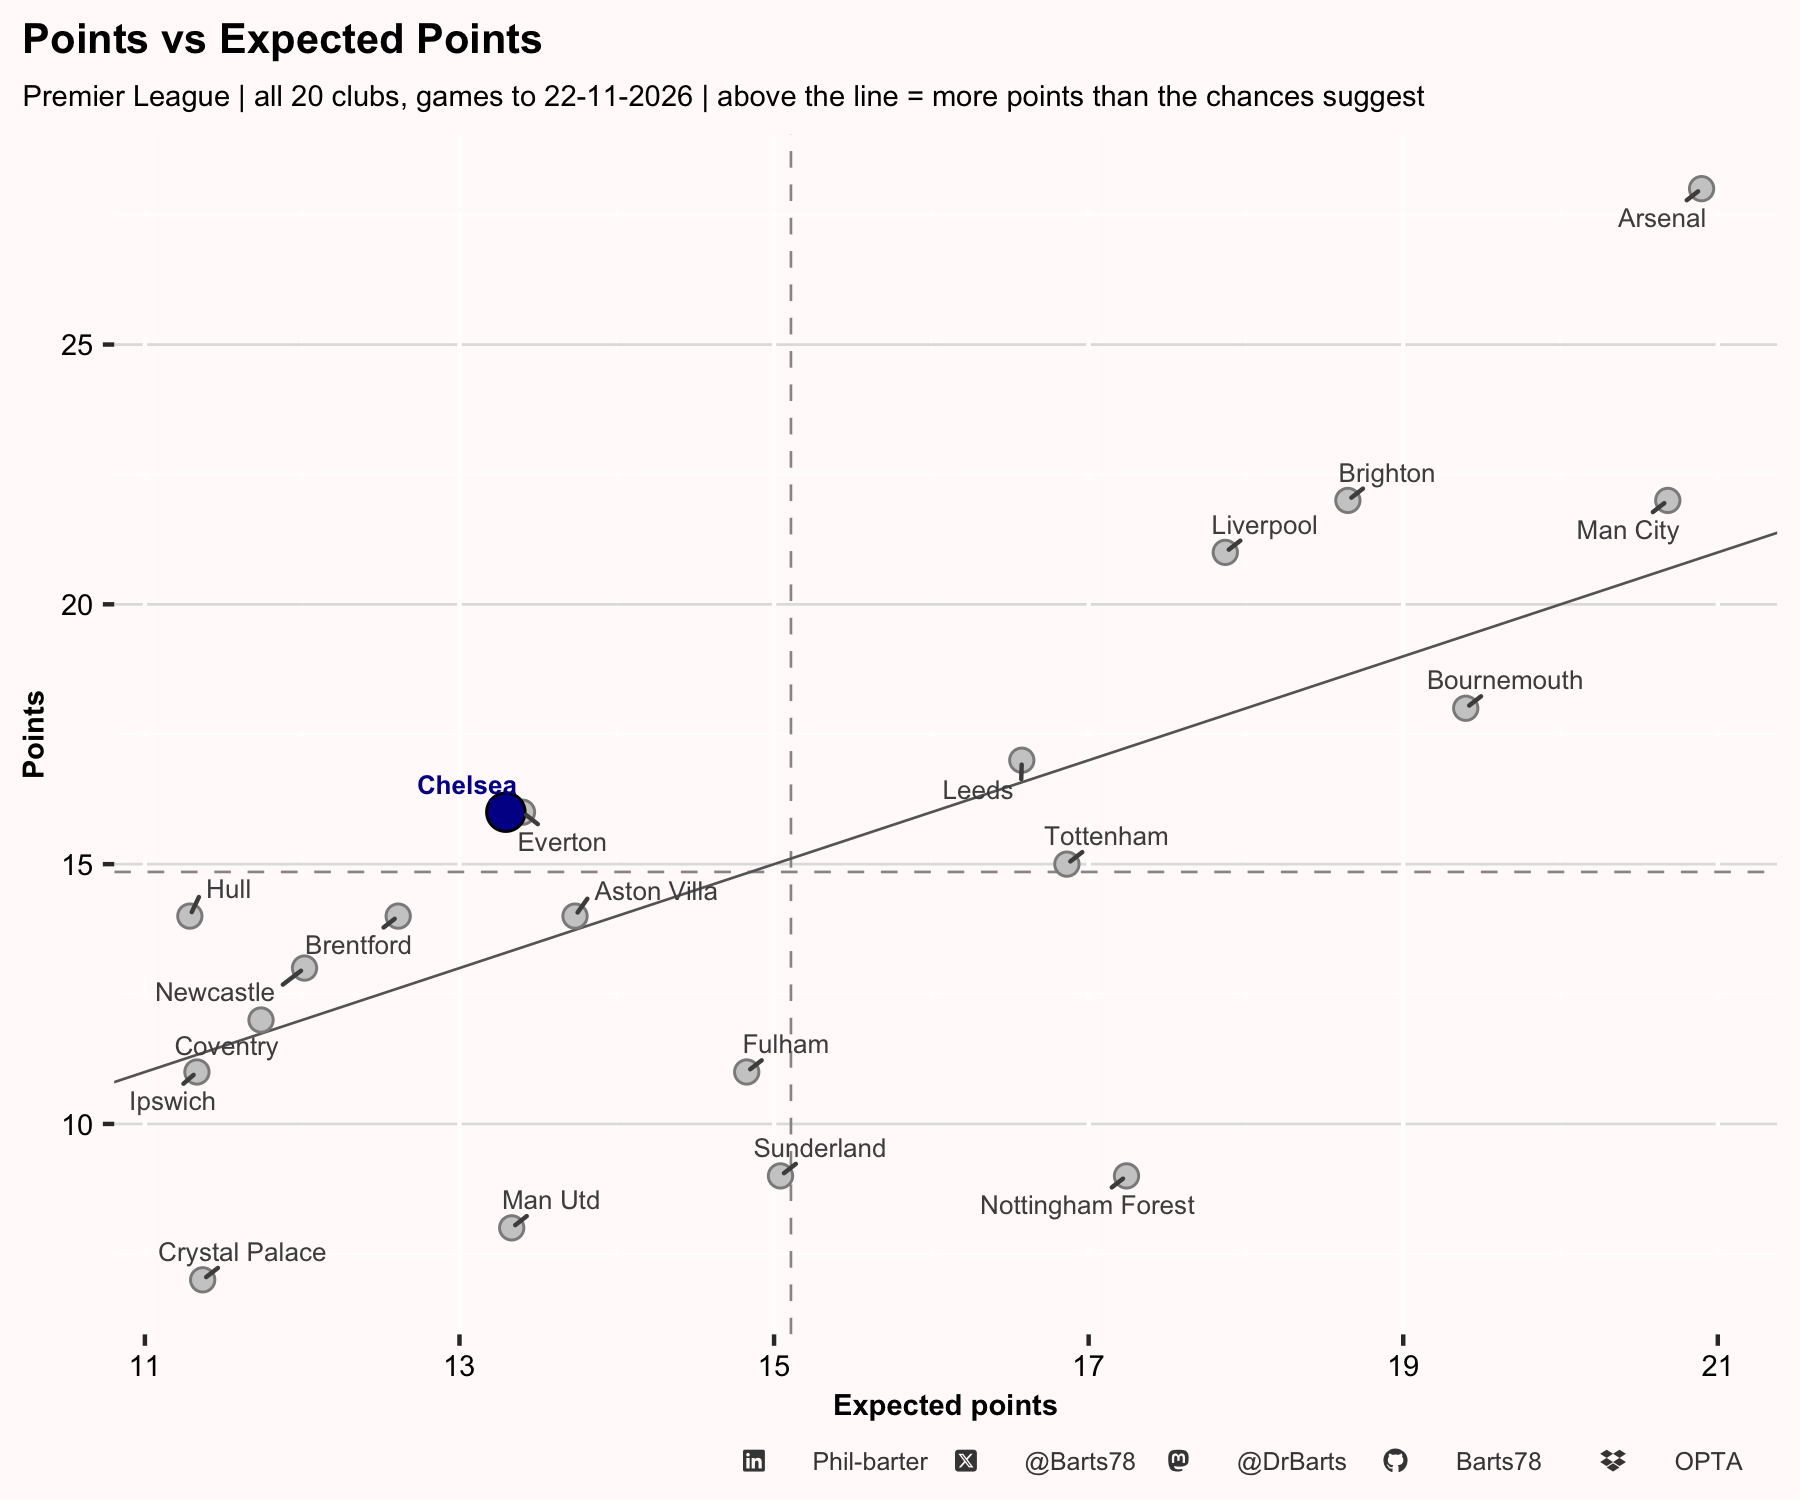 Points vs Expected Points
Premier League | all 20 clubs, games to 22-11-2026 | above the line = more points than the chances suggest
Arsenal
25
Brighton
Man City
Liverpool
20
Bournemouth
Points
Chelsea
Leeds
Everton
Tottenham
15
Hull
Aston Villa
Brentford
Newcastle
Coventry
Fulham
Ipswich
10
Sunderland
Man Utd
Nottingham Forest
Crystal Palace
11 13 15 17 19 21
Expected points
Phil-barter @Barts78 @DrBarts Barts78 OPTA